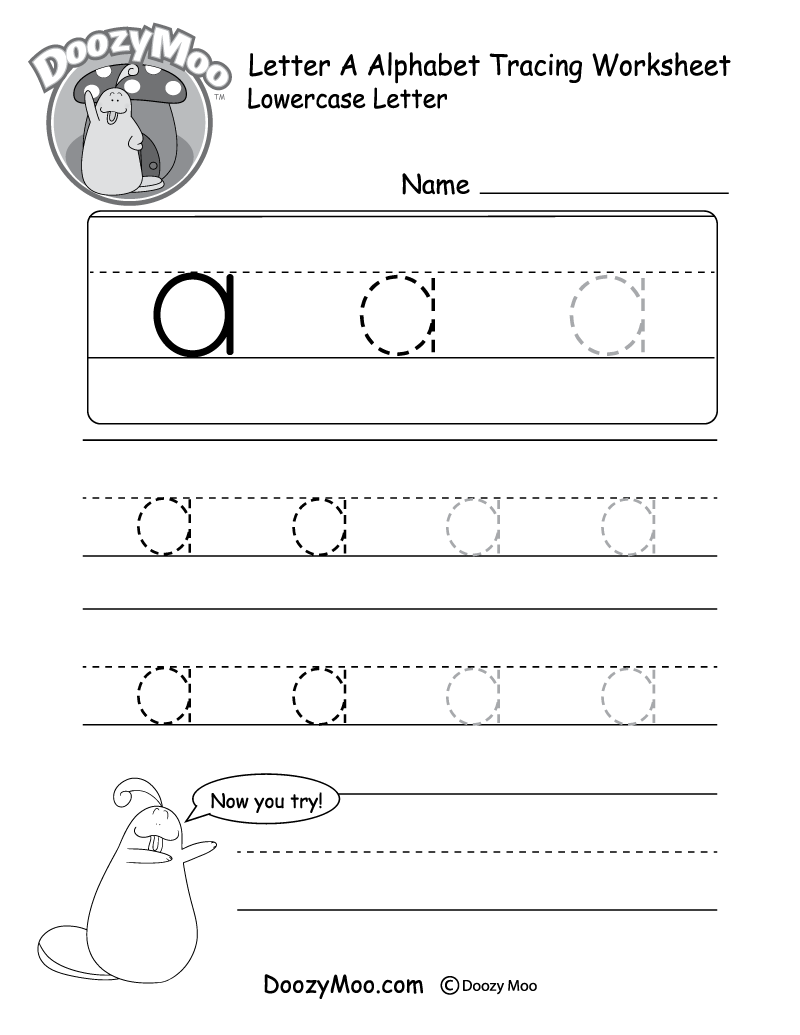 DoozyMoo
TM
Letter A Alphabet Tracing Worksheet
Lowercase Letter
Name
a a a
a a a a
a a a a
Now you try!
DoozyMoo.com © Doozy Moo